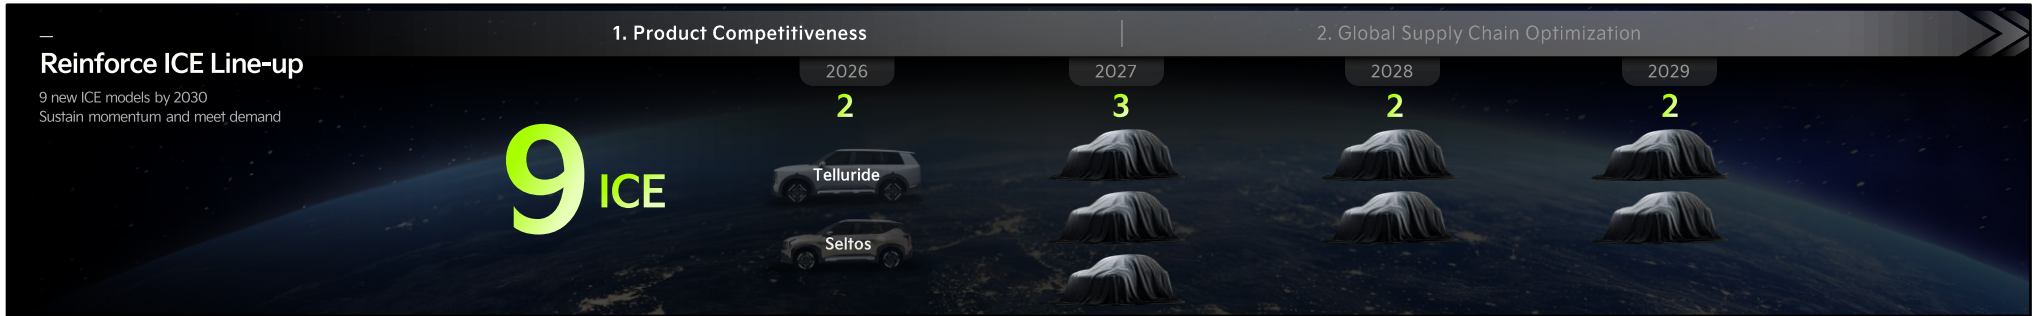 1. Product Competitiveness
2. Global Supply Chain Optimization
Reinforce ICE Line-up
9 new ICE models by 2030
Sustain momentum and meet demand
9 ICE
2026
2
Telluride
Seltos
2027
3
2028
2
2029
2